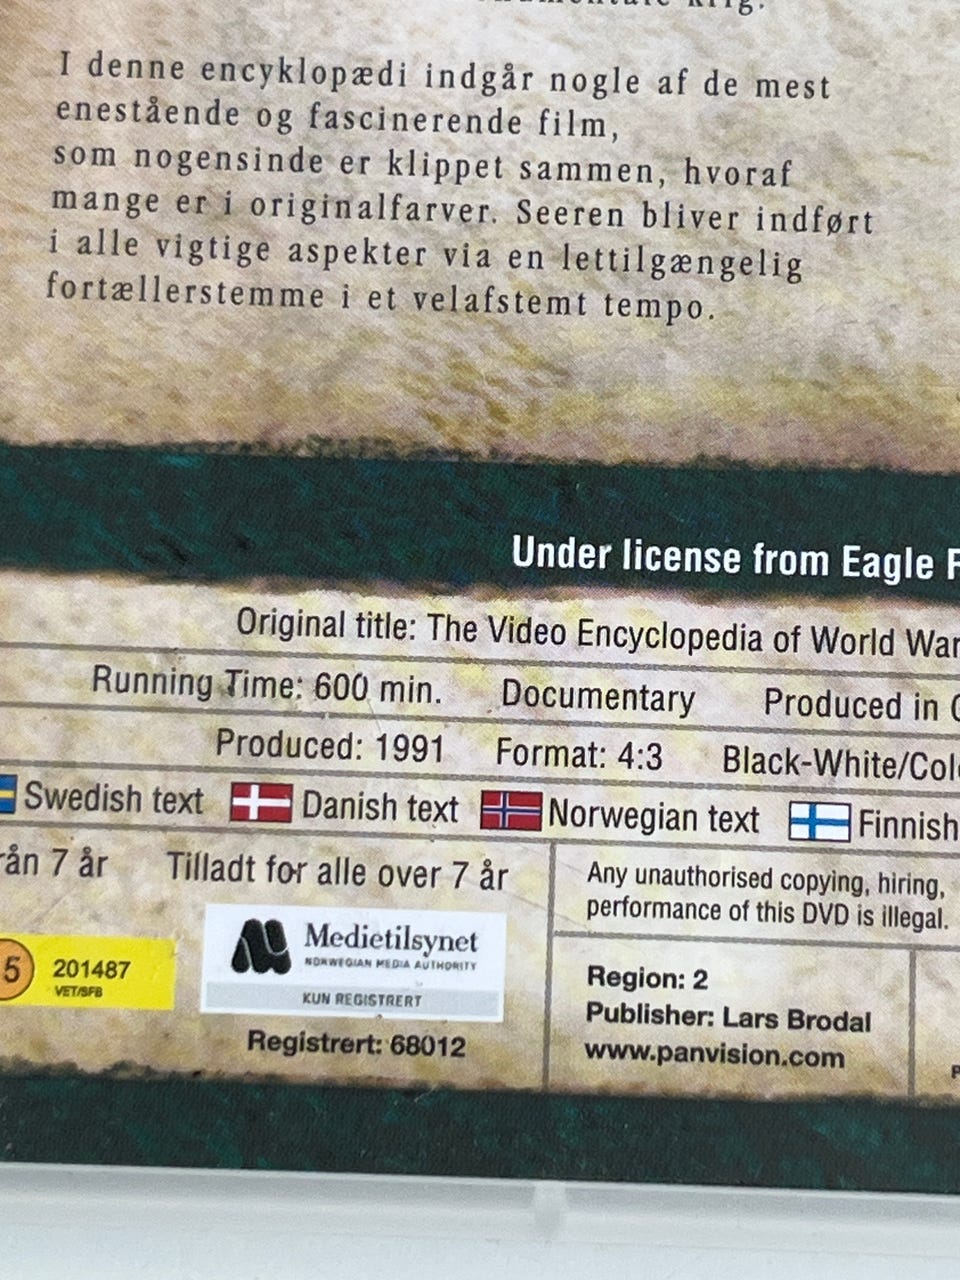 krig.
I denne encyklopædi indgår nogle af de mest
enestående og fascinerende film,
som nogensinde er klippet sammen, hvoraf
mange er i originalfarver. Seeren bliver indført
i alle vigtige aspekter via en lettilgængelig
fortællerstemme i et velafstemt tempo.
Under license from Eagle
Original title: The Video Encyclopedia of World War
Running Time: 600 min. Documentary Produced in
Produced: 1991 Format: 4:3 Black-White/Col
Swedish text Danish text Norwegian text Finnish
från 7 år Tilladt for alle over 7 år
Any unauthorised copying, hiring,
performance of this DVD is illegal.
5 201487
VET/SFB
Medietilsynet
NORWEGIAN MEDIA AUTHORITY
KUN REGISTRERT
Registrert: 68012
Region: 2
Publisher: Lars Brodal
www.panvision.com